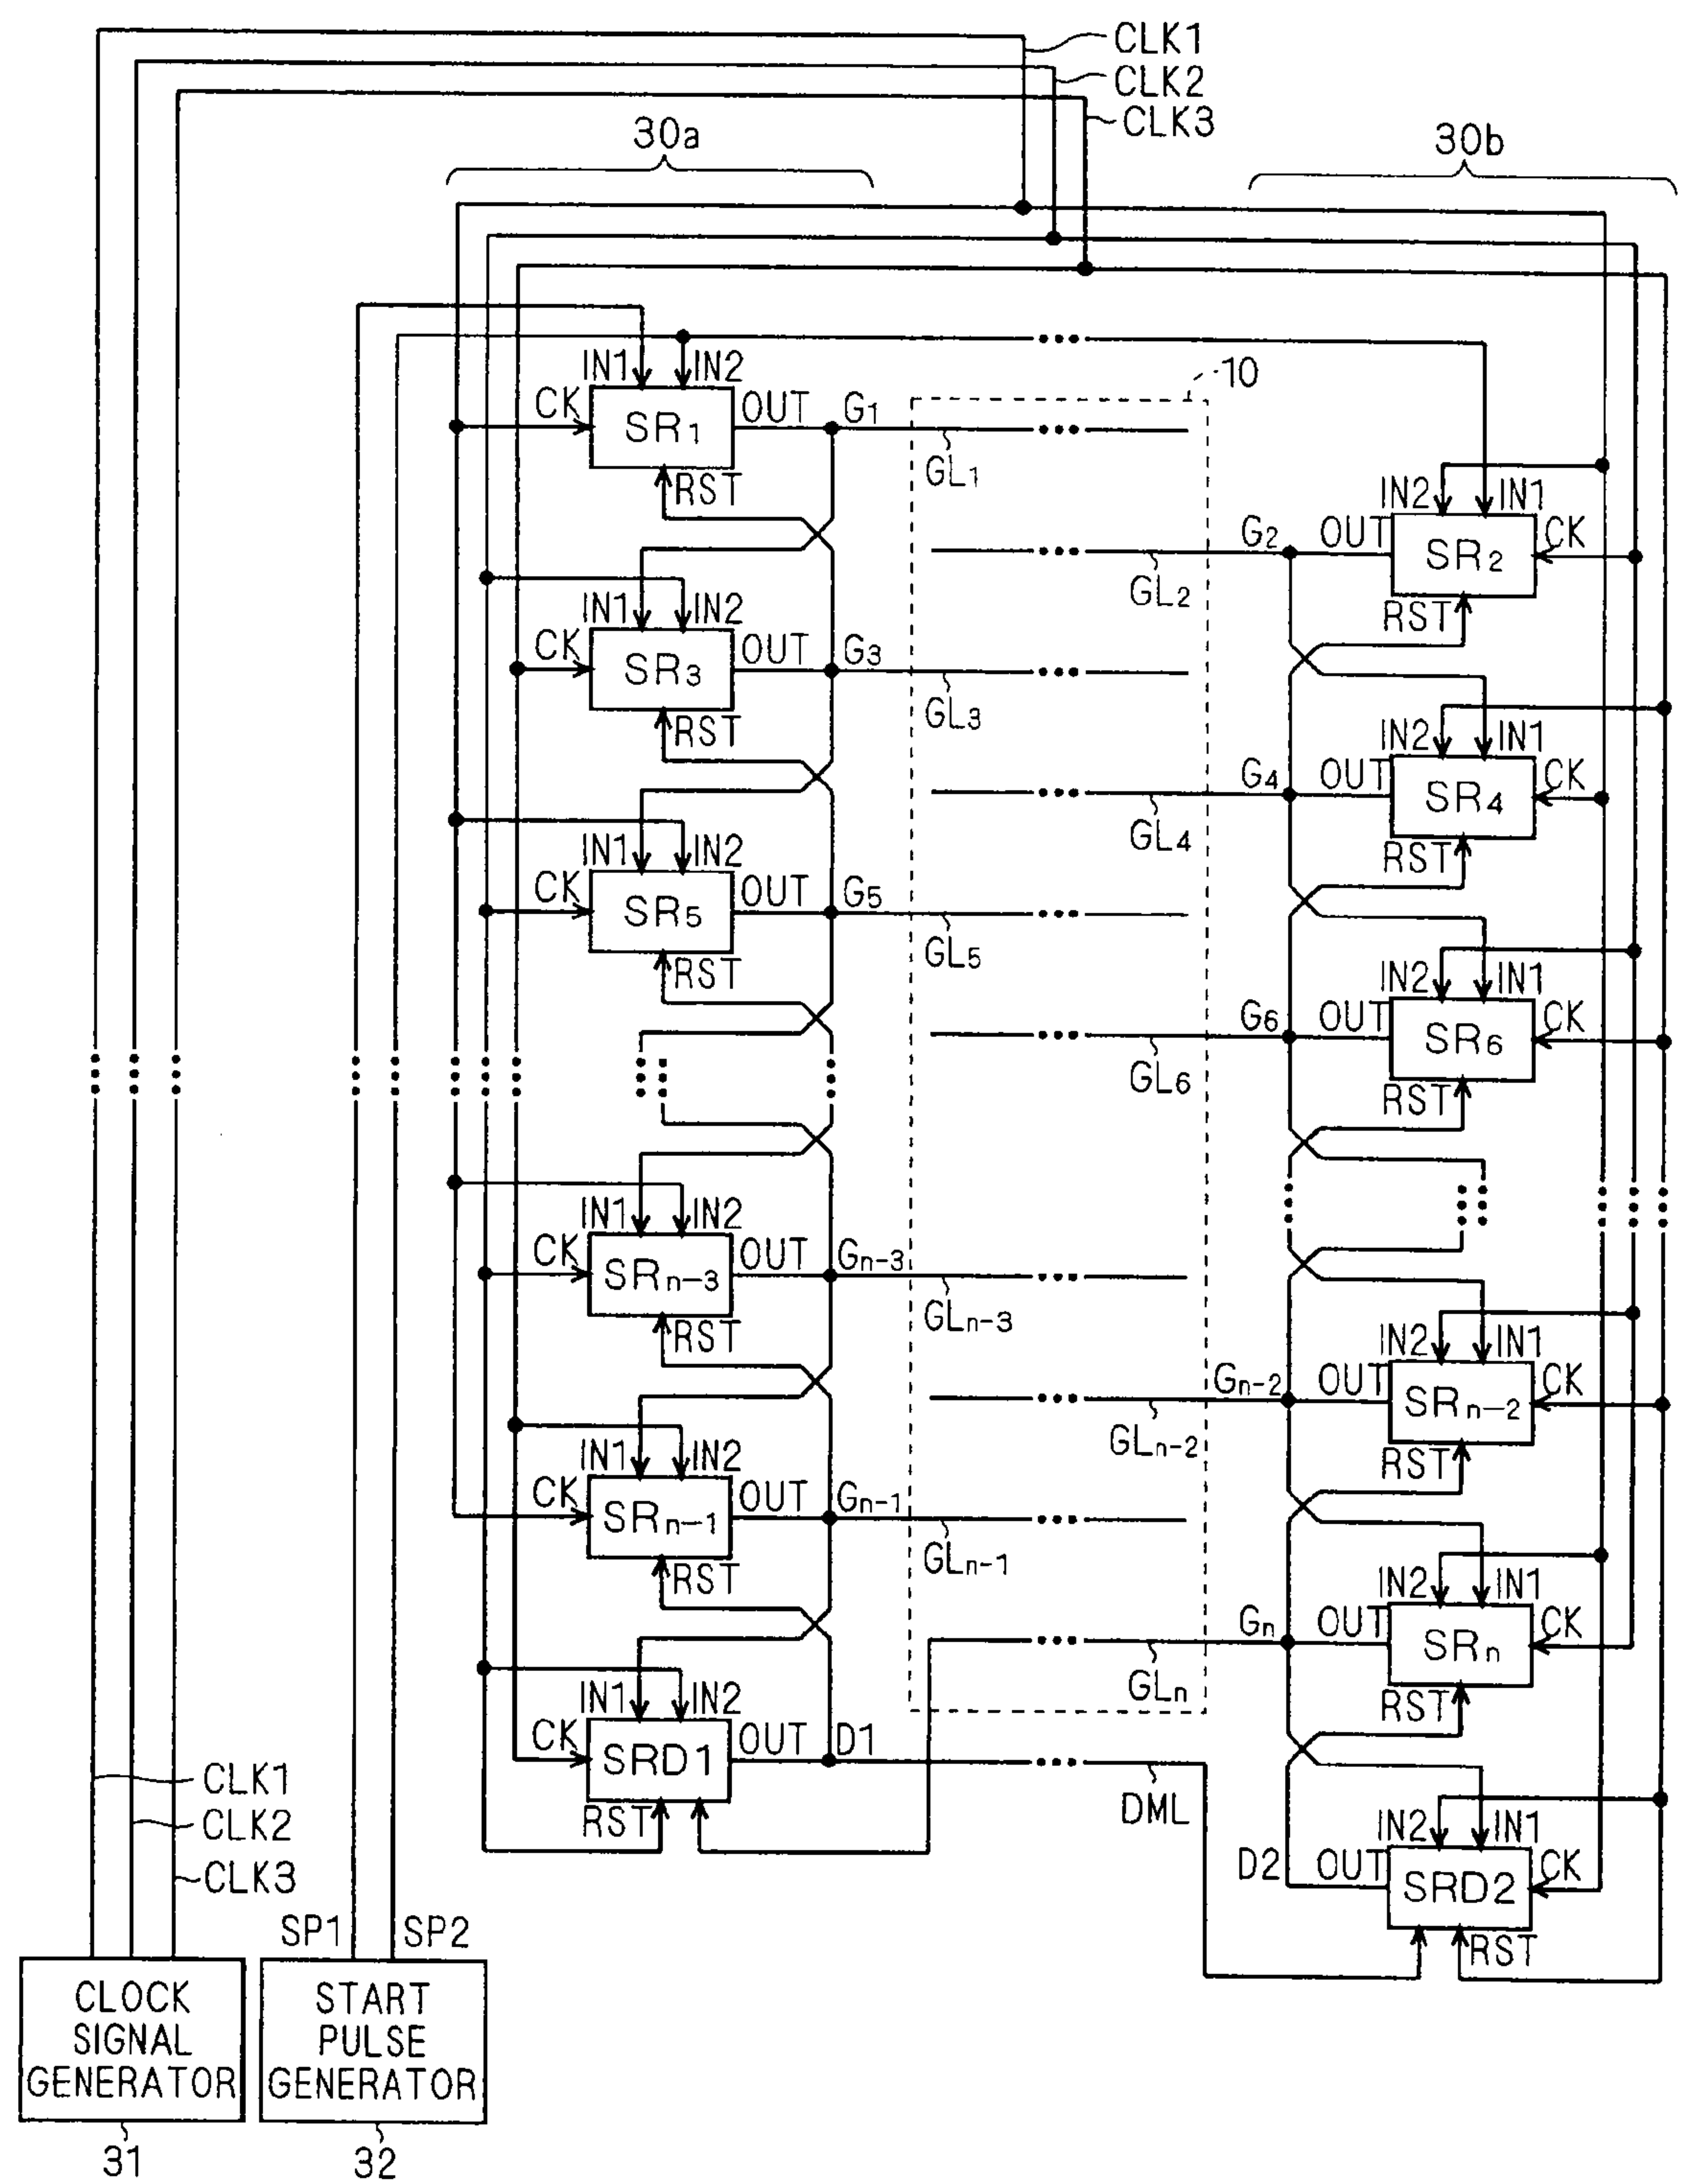 CLK1
CLK2
CLK3
30a
30b
10
IN1 IN2
CK SR1 OUT G1
RST
GL1
IN2 IN1
G2 OUT SR2 CK
GL2
RST
IN1 IN2
CK SR3 OUT G3
RST
GL3
IN2 IN1
G4 OUT SR4 CK
GL4
RST
IN1 IN2
CK SR5 OUT G5
RST
GL5
IN2 IN1
G6 OUT SR6 CK
GL6
RST
IN1 IN2
CK SRn-3 OUT Gn-3
RST
GLn-3
IN2 IN1
Gn-2 OUT SRn-2 CK
GLn-2
RST
IN1 IN2
CK SRn-1 OUT Gn-1
RST
GLn-1
IN2 IN1
Gn OUT SRn CK
GLn
RST
IN1 IN2
CK SRD1 OUT D1
RST
DML
IN2 IN1
D2 OUT SRD2 CK
RST
CLK1
CLK2
CLK3
SP1 SP2
CLOCK
SIGNAL
GENERATOR
31
START
PULSE
GENERATOR
32